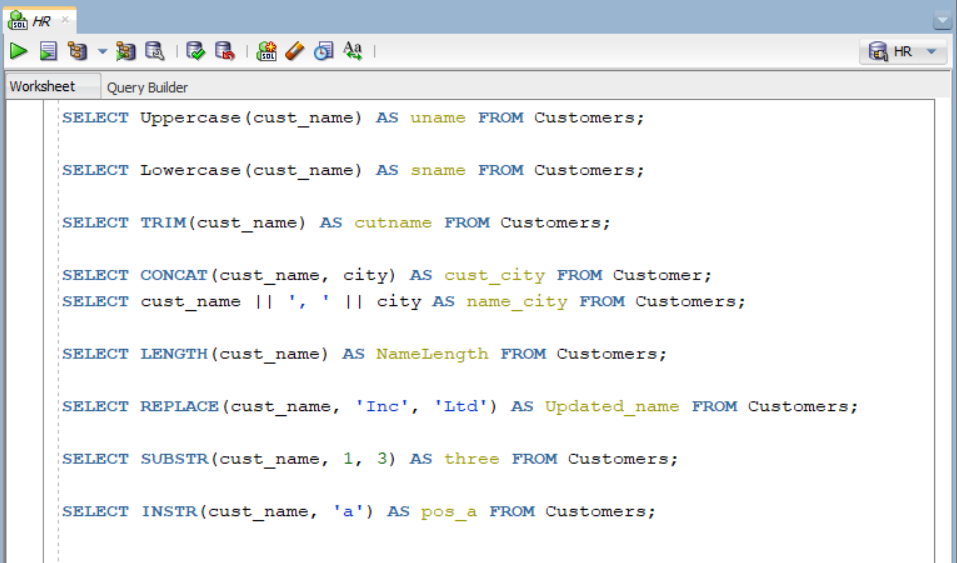 SQL HR ×
SQL Aa HR
Worksheet Query Builder
SELECT Uppercase(cust_name) AS uname FROM Customers;
SELECT Lowercase(cust_name) AS sname FROM Customers;
SELECT TRIM(cust_name) AS cutname FROM Customers;
SELECT CONCAT(cust_name, city) AS cust_city FROM Customer;
SELECT cust_name || ', ' || city AS name_city FROM Customers;
SELECT LENGTH(cust_name) AS NameLength FROM Customers;
SELECT REPLACE(cust_name, 'Inc', 'Ltd') AS Updated_name FROM Customers;
SELECT SUBSTR(cust_name, 1, 3) AS three FROM Customers;
SELECT INSTR(cust_name, 'a') AS pos_a FROM Customers;